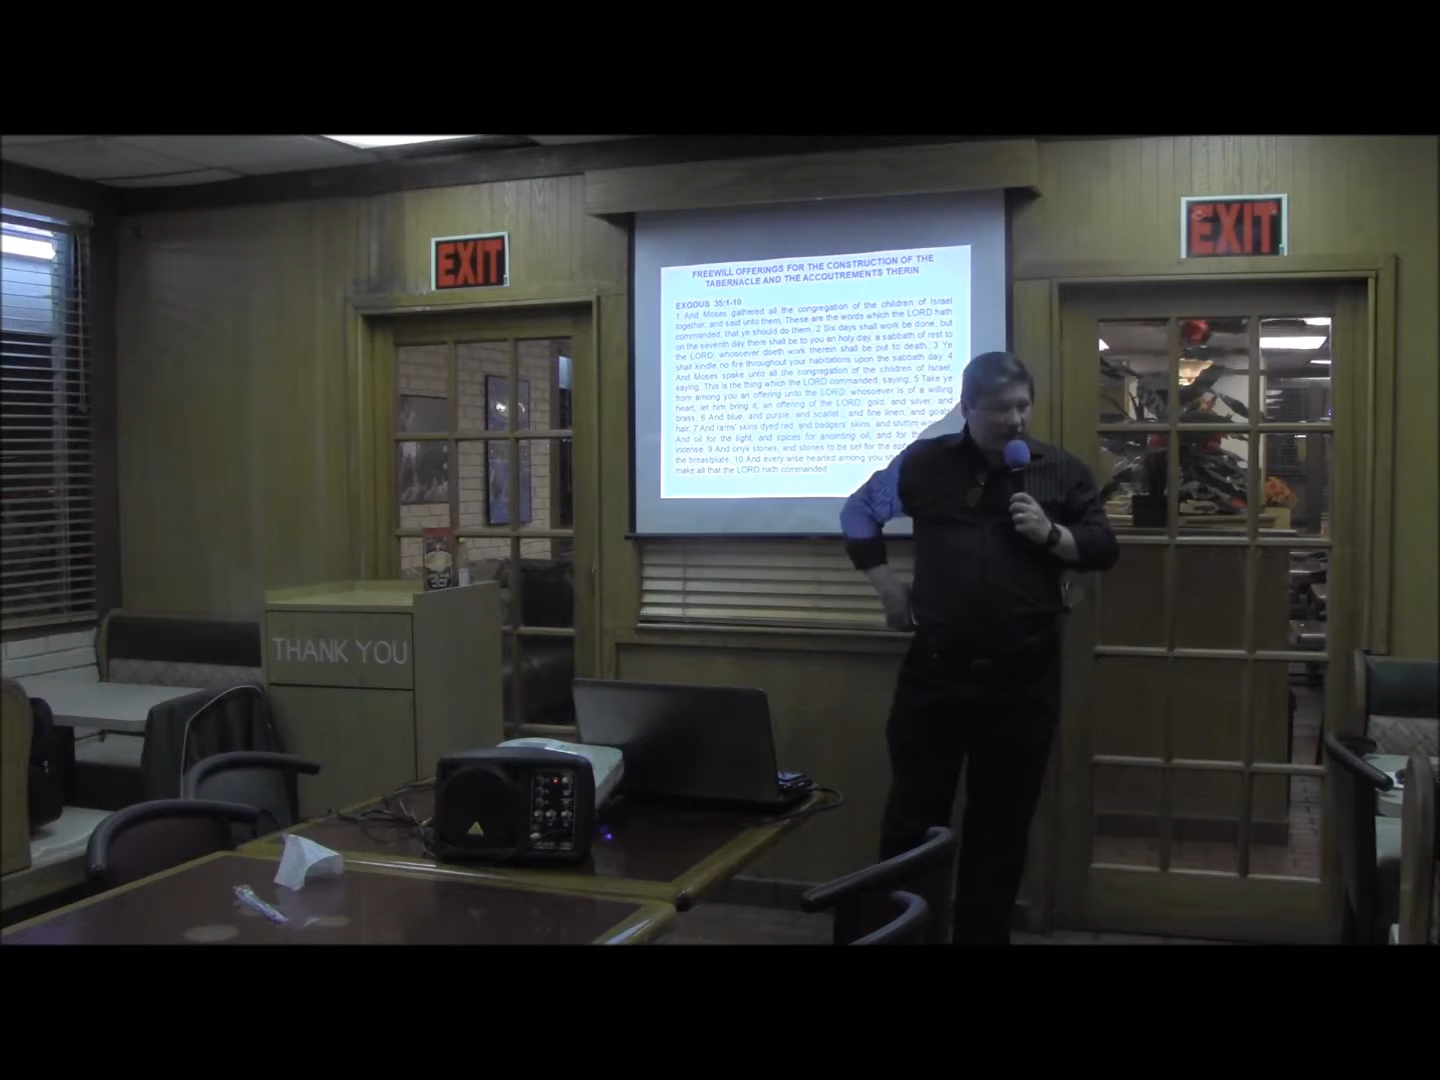 EXIT
EXIT
FREEWILL OFFERINGS FOR THE CONSTRUCTION OF THE
TABERNACLE AND THE ACCOUTREMENTS THERIN
EXODUS 35:1-10
1 And Moses gathered all the congregation of the children of Israel
together, and said unto them, These are the words which the LORD hath
commanded, that ye should do them. 2 Six days shall work be done, but
on the seventh day there shall be to you an holy day, a sabbath of rest to
the LORD: whosoever doeth work therein shall be put to death. 3 Ye
shall kindle no fire throughout your habitations upon the sabbath day. 4
And Moses spake unto all the congregation of the children of Israel,
saying, This is the thing which the LORD commanded, saying, 5 Take ye
from among you an offering unto the LORD: whosoever is of a willing
heart, let him bring it, an offering of the LORD; gold, and silver, and
brass, 6 And blue, and purple, and scarlet, and fine linen, and goats'
hair, 7 And rams' skins dyed red, and badgers' skins, and shittim
And oil for the light, and spices for anointing oil, and for
incense, 9 And onyx stones, and stones to be set for the
the breastplate. 10 And every wise hearted among you
make all that the LORD hath commanded
THANK YOU